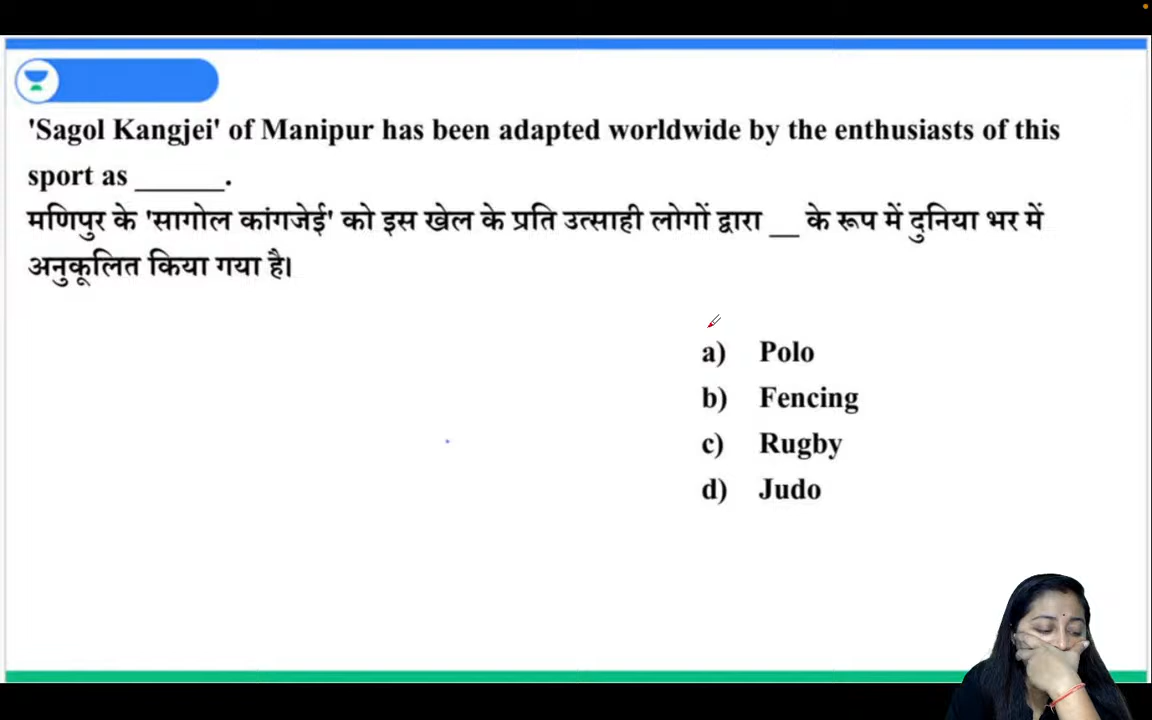 'Sagol Kangjei' of Manipur has been adapted worldwide by the enthusiasts of this
sport as ______.
मणिपुर के 'सागोल कांगजेई' को इस खेल के प्रति उत्साही लोगों द्वारा __ के रूप में दुनिया भर में
अनुकूलित किया गया है।
a) Polo
b) Fencing
c) Rugby
d) Judo